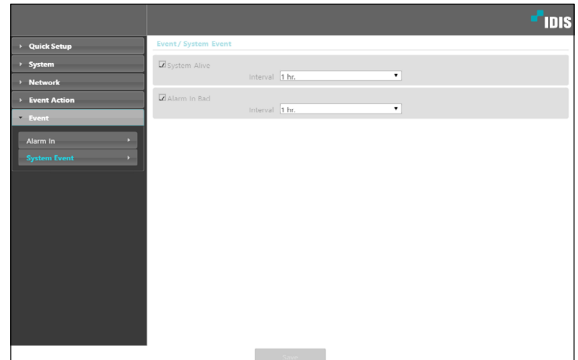 IDIS
Quick Setup
System
Network
Event Action
Event
Alarm In
System Event
Event / System Event
System Alive
Interval 1 hr.
Alarm In Bad
Interval 1 hr.
Save